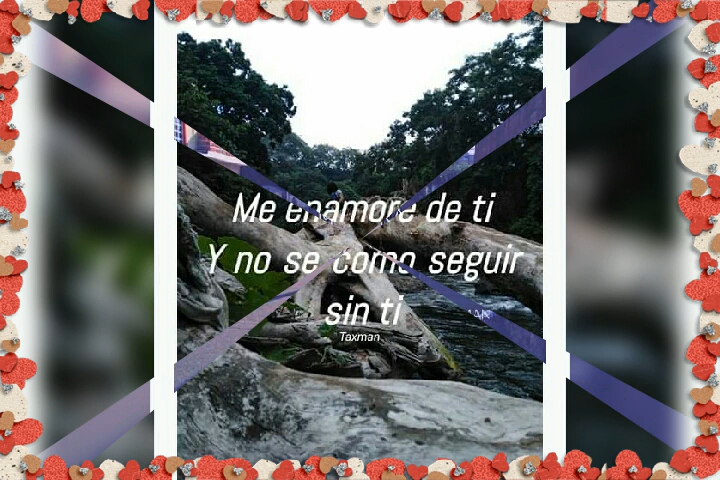 Me enamore de ti
Y no se como seguir
sin ti
Taxman